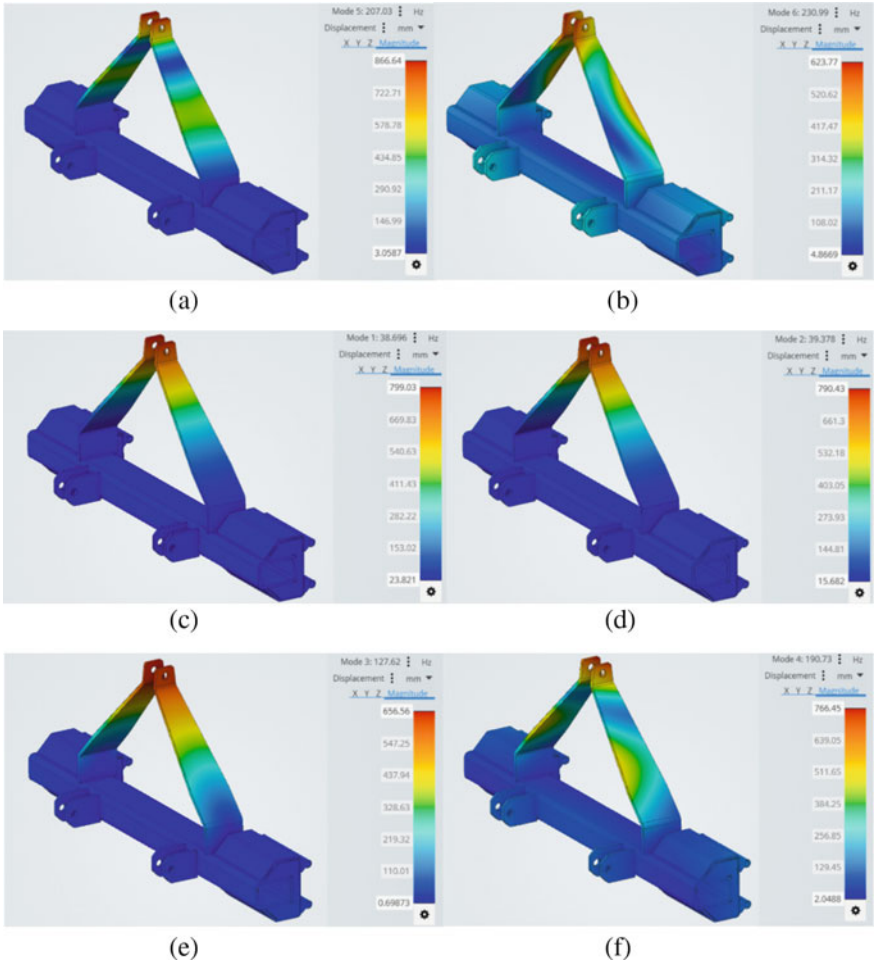 Mode 5: 207.03 Hz
Displacement mm
X Y Z Magnitude
866.64
722.71
578.78
434.85
290.92
146.99
3.0587
(a)
Mode 6: 230.99 Hz
Displacement mm
X Y Z Magnitude
623.77
520.62
417.47
314.32
211.17
108.02
4.8669
(b)
Mode 1: 38.696 Hz
Displacement mm
X Y Z Magnitude
799.03
669.83
540.63
411.43
282.22
153.02
23.821
(c)
Mode 2: 39.378 Hz
Displacement mm
X Y Z Magnitude
790.43
661.3
532.18
403.05
273.93
144.81
15.682
(d)
Mode 3: 127.62 Hz
Displacement mm
X Y Z Magnitude
656.56
547.25
437.94
328.63
219.32
110.01
0.69873
(e)
Mode 4: 190.73 Hz
Displacement mm
X Y Z Magnitude
766.45
639.05
511.65
384.25
256.85
129.45
2.0488
(f)